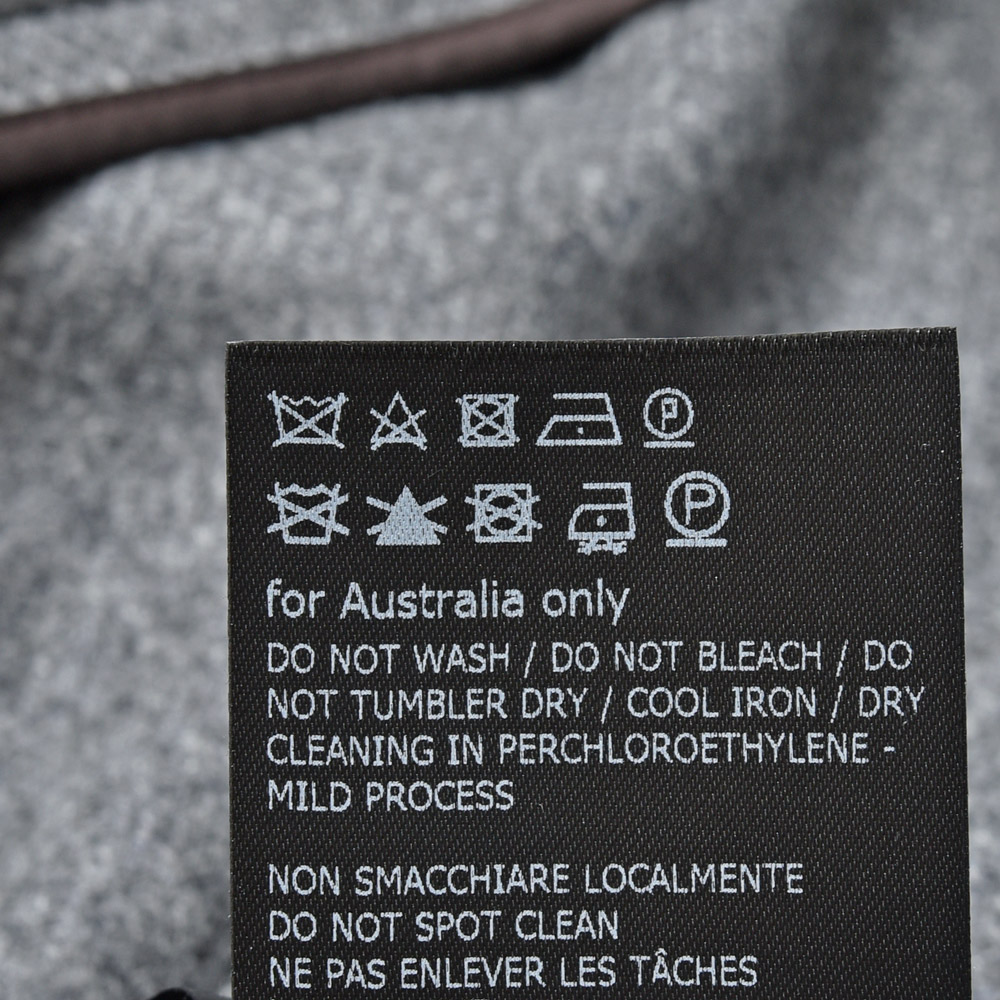 P
P
for Australia only
DO NOT WASH / DO NOT BLEACH / DO
NOT TUMBLER DRY / COOL IRON / DRY
CLEANING IN PERCHLOROETHYLENE -
MILD PROCESS
NON SMACCHIARE LOCALMENTE
DO NOT SPOT CLEAN
NE PAS ENLEVER LES TÂCHES